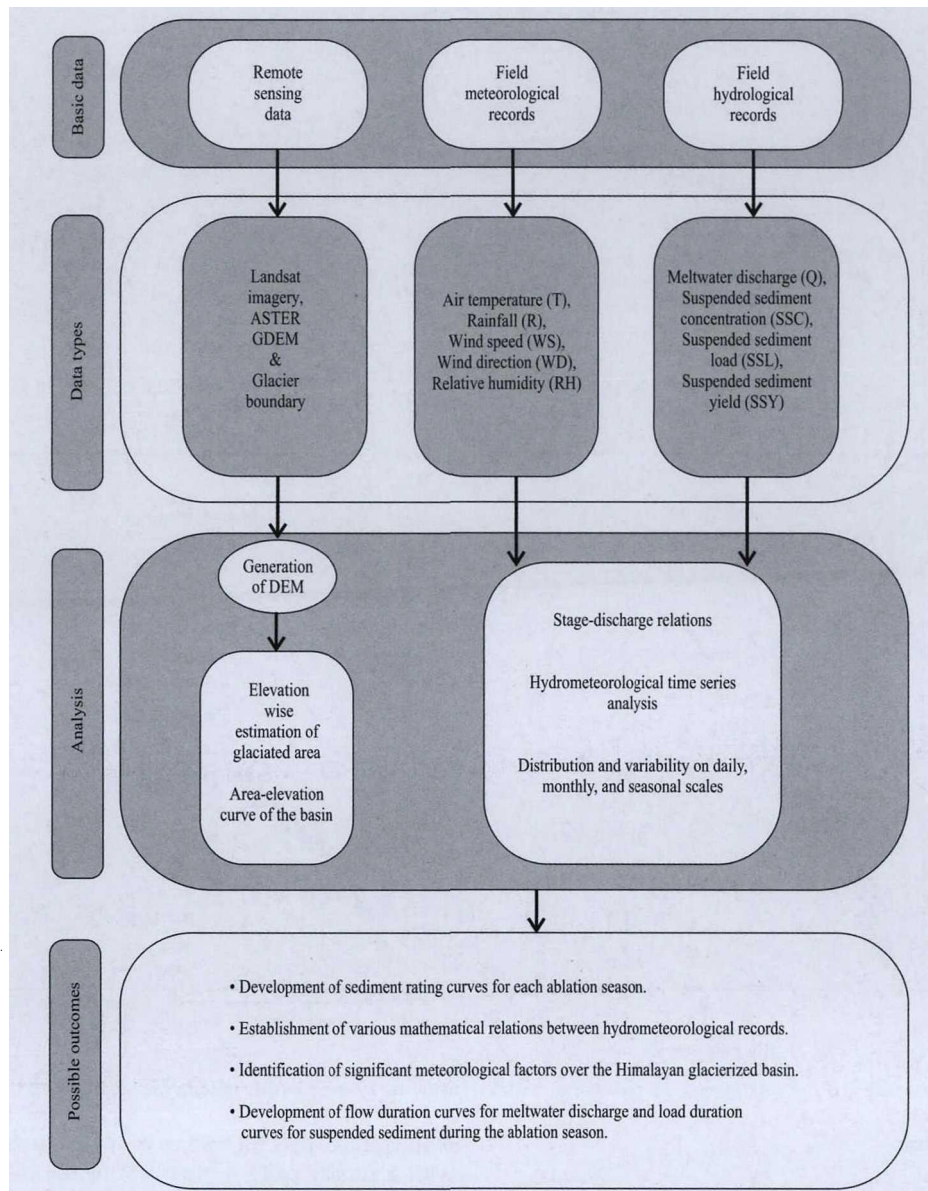 Basic data
Remote
sensing
data
Field
meteorological
records
Field
hydrological
records
Data types
Landsat
imagery,
ASTER
GDEM
&
Glacier
boundary
Air temperature (T),
Rainfall (R),
Wind speed (WS),
Wind direction (WD),
Relative humidity (RH)
Meltwater discharge (Q),
Suspended sediment
concentration (SSC),
Suspended sediment
load (SSL),
Suspended sediment
yield (SSY)
Analysis
Generation
of DEM
Elevation
wise
estimation of
glaciated area
Area-elevation
curve of the basin
Stage-discharge relations
Hydrometeorological time series
analysis
Distribution and variability on daily,
monthly, and seasonal scales
Possible outcomes
• Development of sediment rating curves for each ablation season.
• Establishment of various mathematical relations between hydrometeorological records.
• Identification of significant meteorological factors over the Himalayan glacierized basin.
• Development of flow duration curves for meltwater discharge and load duration
curves for suspended sediment during the ablation season.